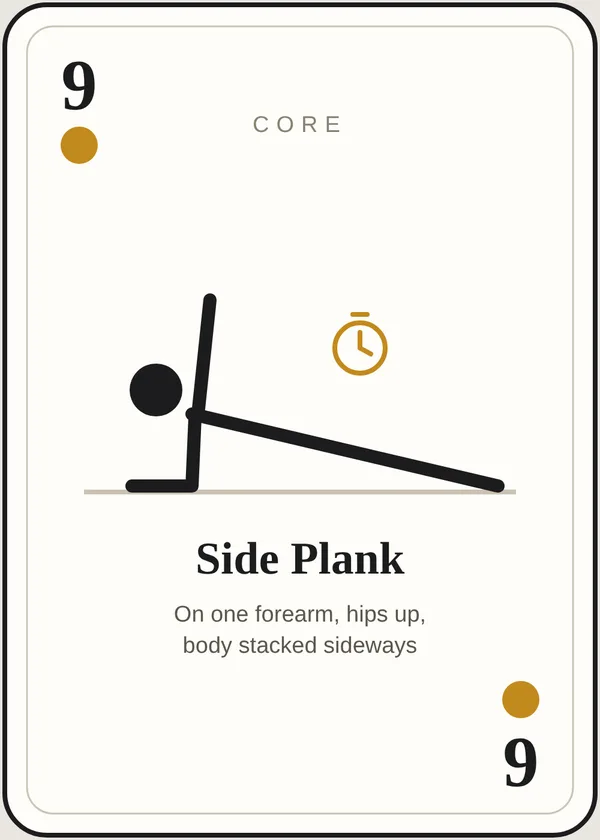 9
CORE
Side Plank
On one forearm, hips up,
body stacked sideways
9